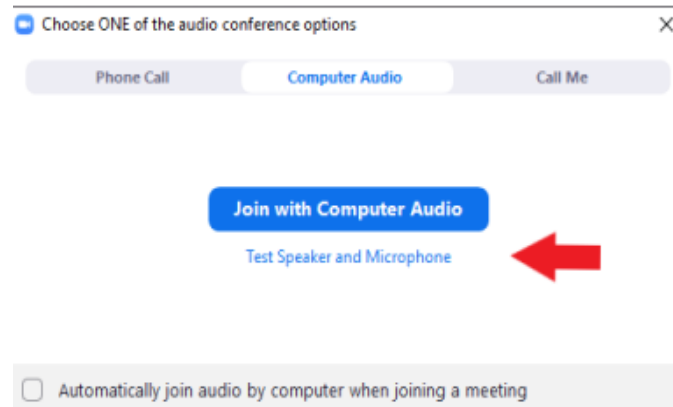 Choose ONE of the audio conference options
Phone Call
Computer Audio
Call Me
Join with Computer Audio
Test Speaker and Microphone
Automatically join audio by computer when joining a meeting